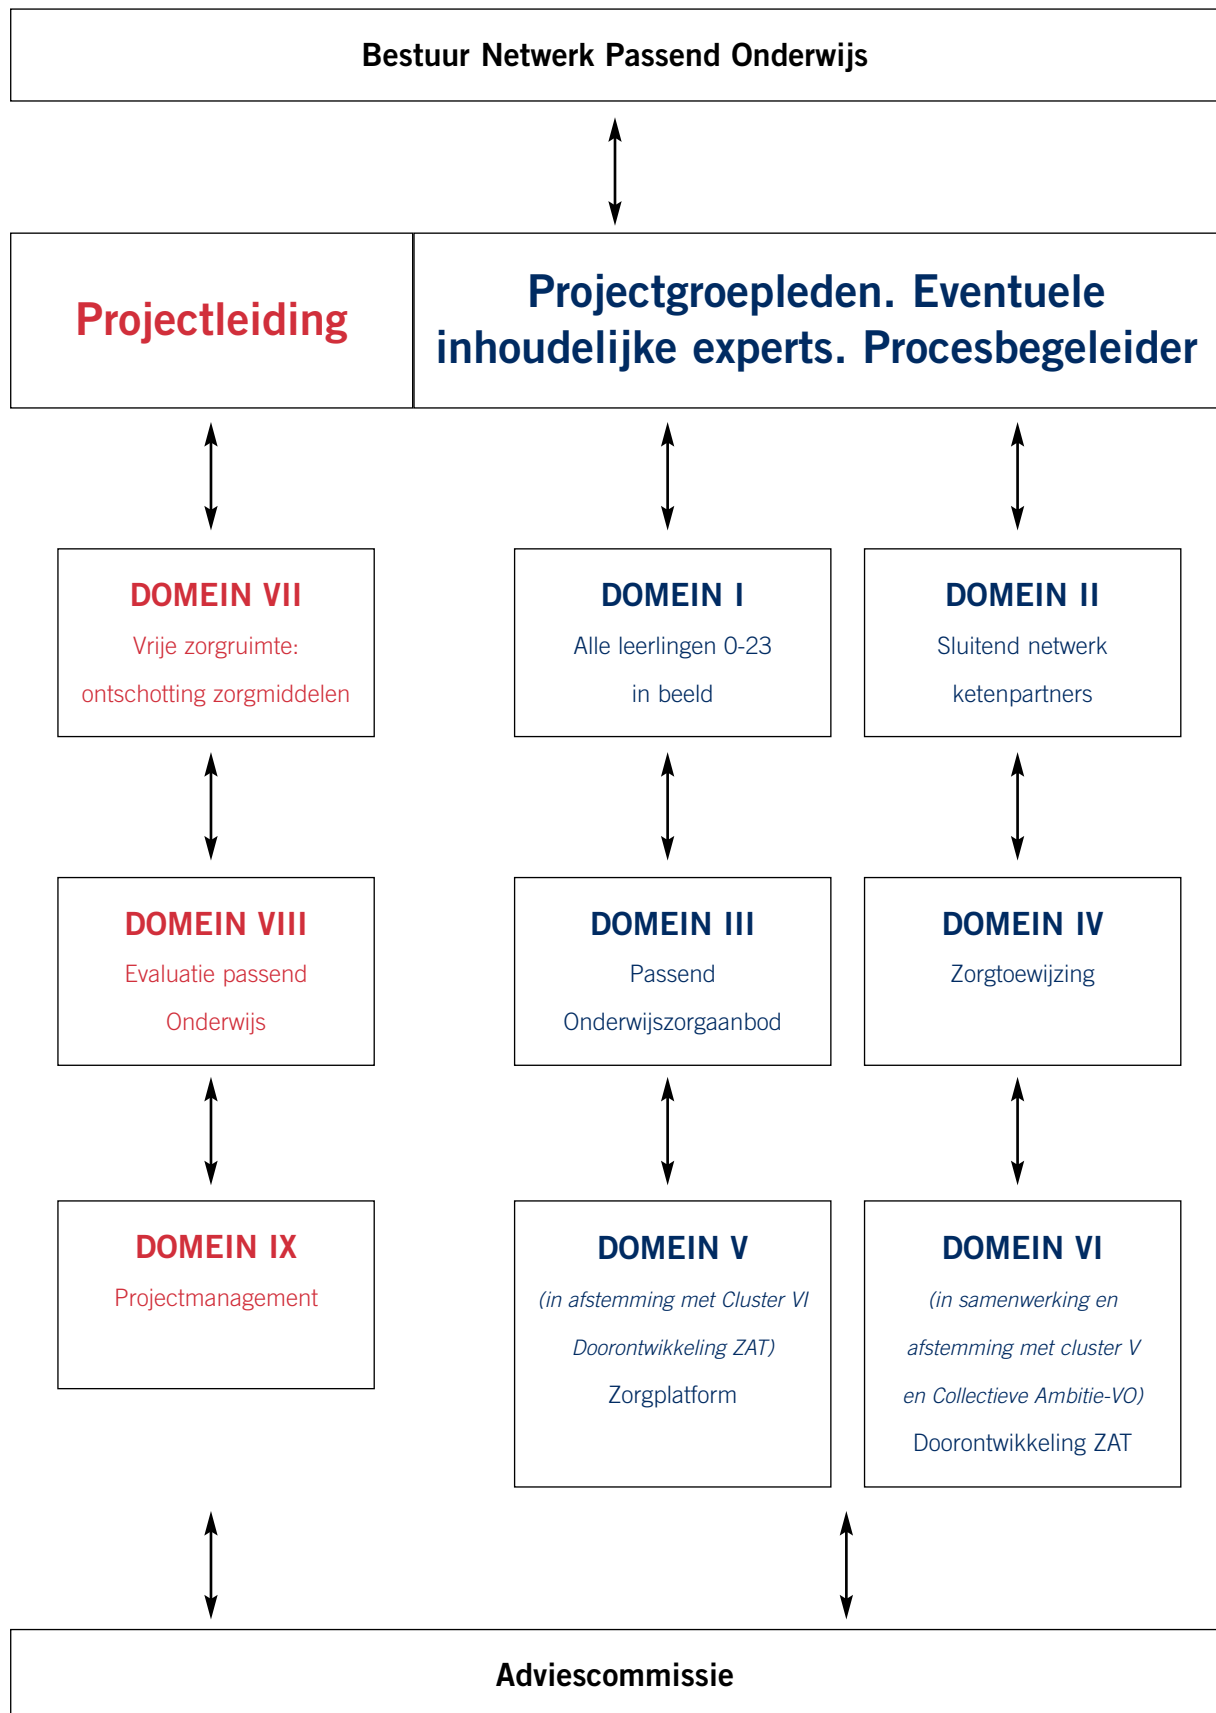 Bestuur Netwerk Passend Onderwijs
Projectleiding
Projectgroepleden. Eventuele
inhoudelijke experts. Procesbegeleider
DOMEIN VII
Vrije zorgruimte:
ontschotting zorgmiddelen
DOMEIN I
Alle leerlingen 0-23
in beeld
DOMEIN II
Sluitend netwerk
ketenpartners
DOMEIN VIII
Evaluatie passend
Onderwijs
DOMEIN III
Passend
Onderwijszorgaanbod
DOMEIN IV
Zorgtoewijzing
DOMEIN IX
Projectmanagement
DOMEIN V
(in afstemming met Cluster VI
Doorontwikkeling ZAT)
Zorgplatform
DOMEIN VI
(in samenwerking en
afstemming met cluster V
en Collectieve Ambitie-VO)
Doorontwikkeling ZAT
Adviescommissie